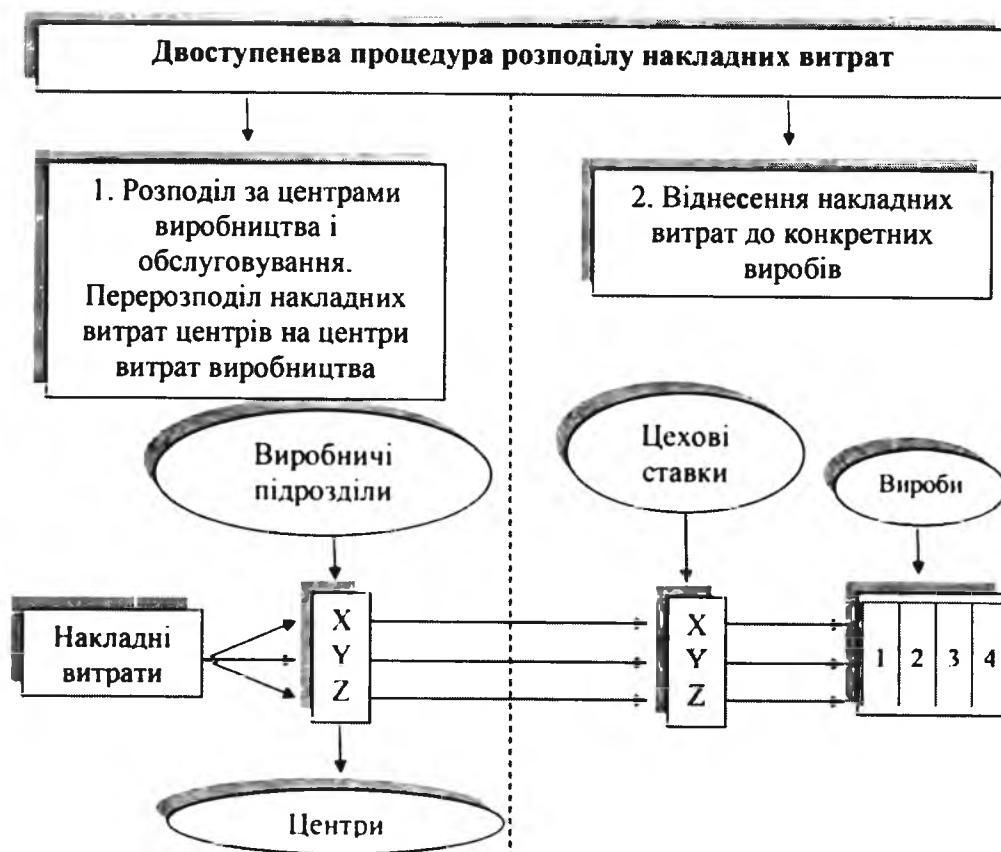 Двоступенева процедура розподілу накладних витрат
1. Розподіл за центрами
виробництва і
обслуговування.
Перерозподіл накладних
витрат центрів на центри
витрат виробництва
2. Віднесення накладних
витрат до конкретних
виробів
Виробничі
підрозділи
Цехові
ставки
Вироби
Накладні
витрати
X
Y
Z
X
Y
Z
1 2 3 4
Центри